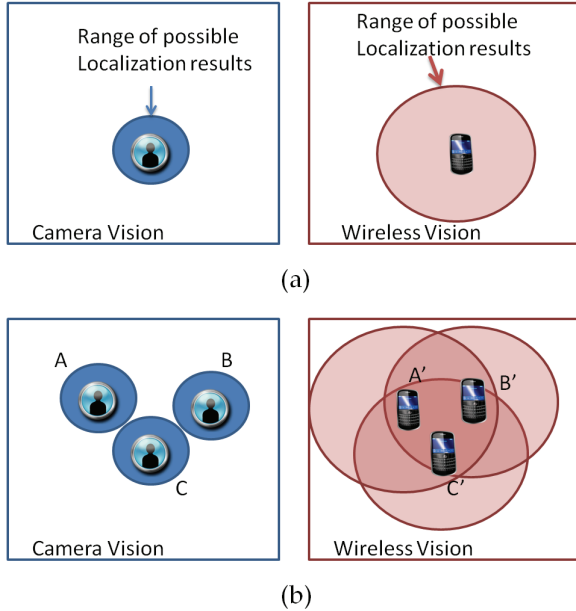 Range of possible
Localization results
Camera Vision
Range of possible
Localization results
Wireless Vision
(a)
A
B
C
Camera Vision
A’
B’
C’
Wireless Vision
(b)